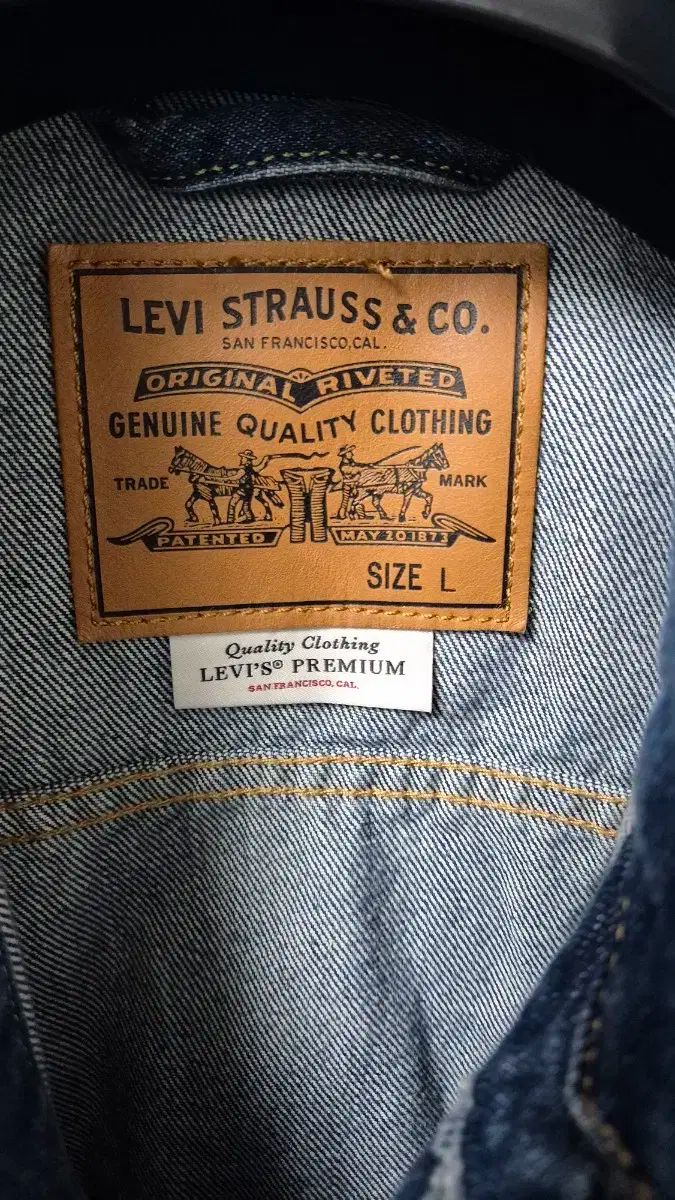 LEVI STRAUSS & CO.
SAN FRANCISCO, CAL.
ORIGINAL RIVETED
GENUINE QUALITY CLOTHING
TRADE MARK
PATENTED MAY 20 1873
SIZE L
Quality Clothing
LEVI'S® PREMIUM
SAN FRANCISCO, CAL.